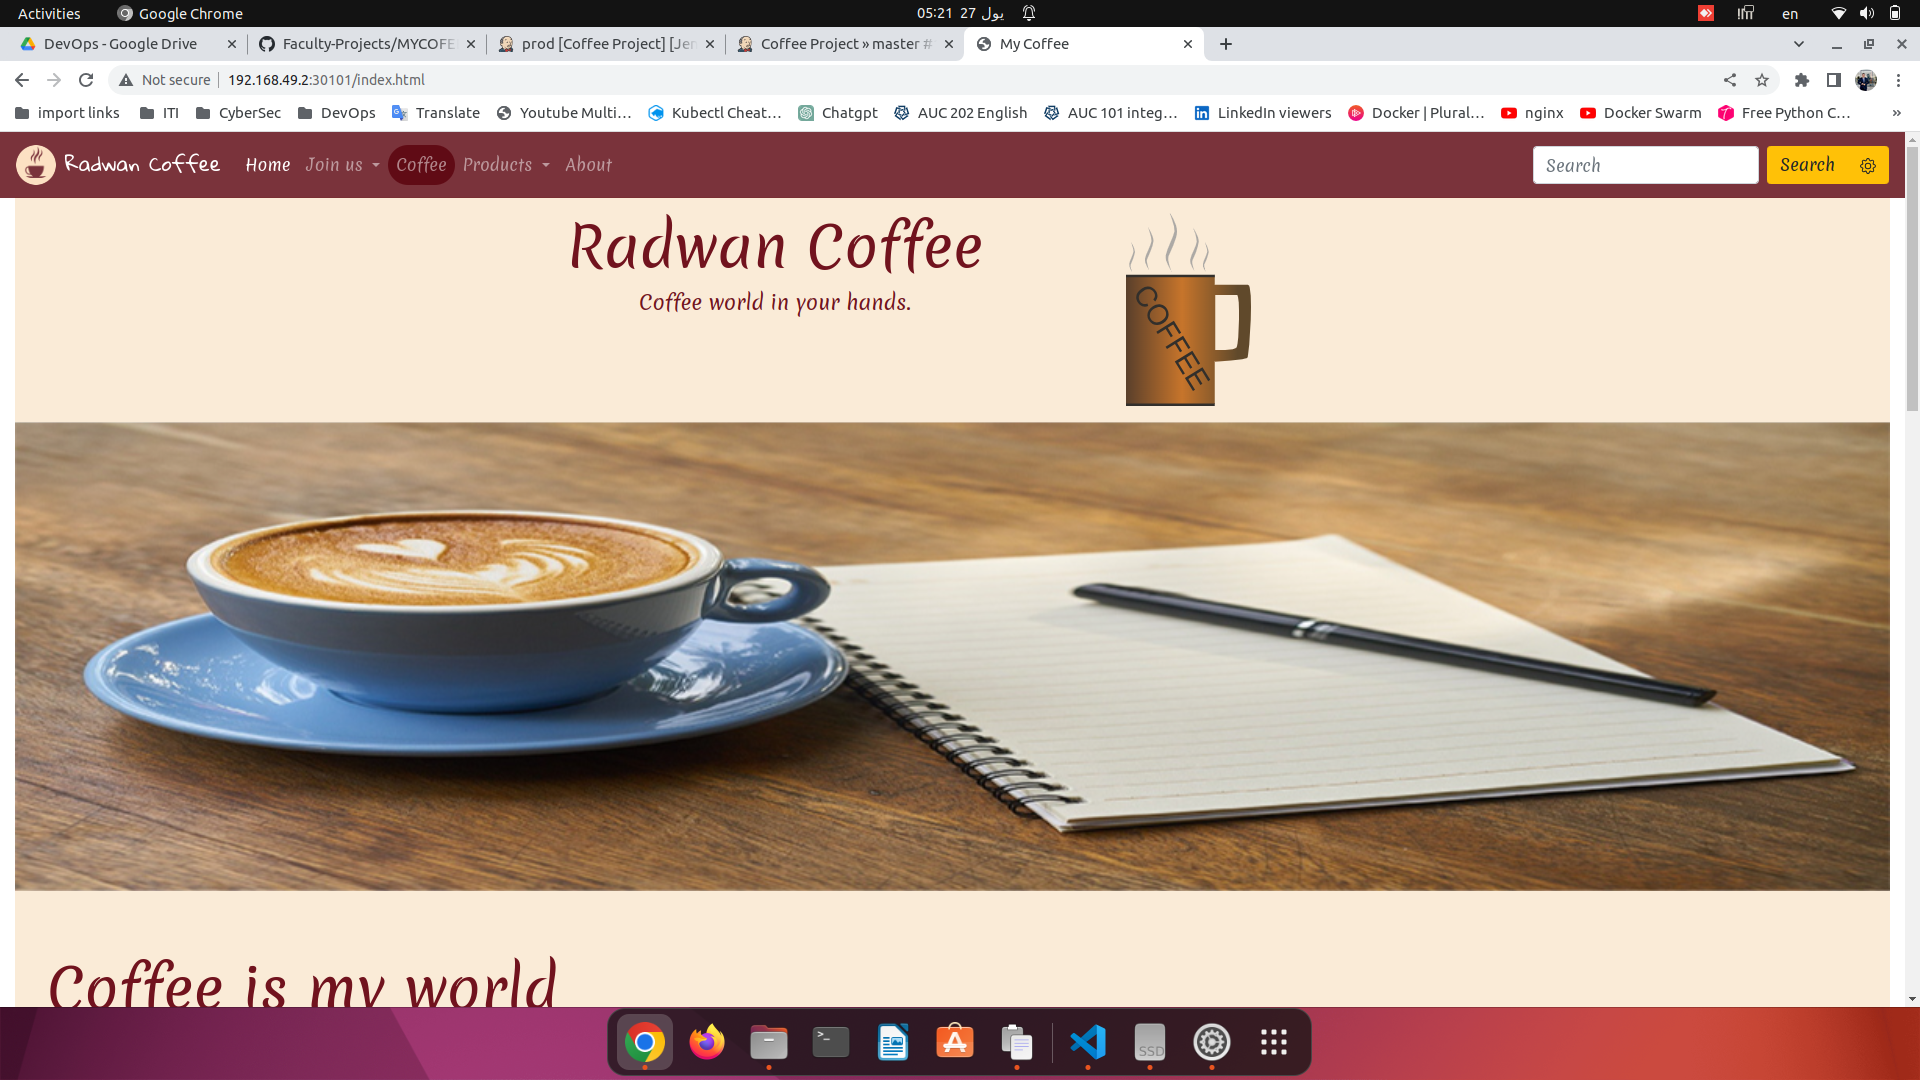 Activities
Google Chrome
05:21 27 يول
en
DevOps - Google Drive
Faculty-Projects/MYCOFE
prod [Coffee Project] [Jen
Coffee Project » master #
My Coffee
Not secure
192.168.49.2:30101/index.html
import links
ITI
CyberSec
DevOps
Translate
Youtube Multi…
Kubectl Cheat…
Chatgpt
AUC 202 English
AUC 101 integ…
LinkedIn viewers
Docker | Plural…
nginx
Docker Swarm
Free Python C…
»
Radwan Coffee
Home
Join us
Coffee
Products
About
Search
Search
Radwan Coffee
Coffee world in your hands.
COFFEE
Coffee is my world
SSD